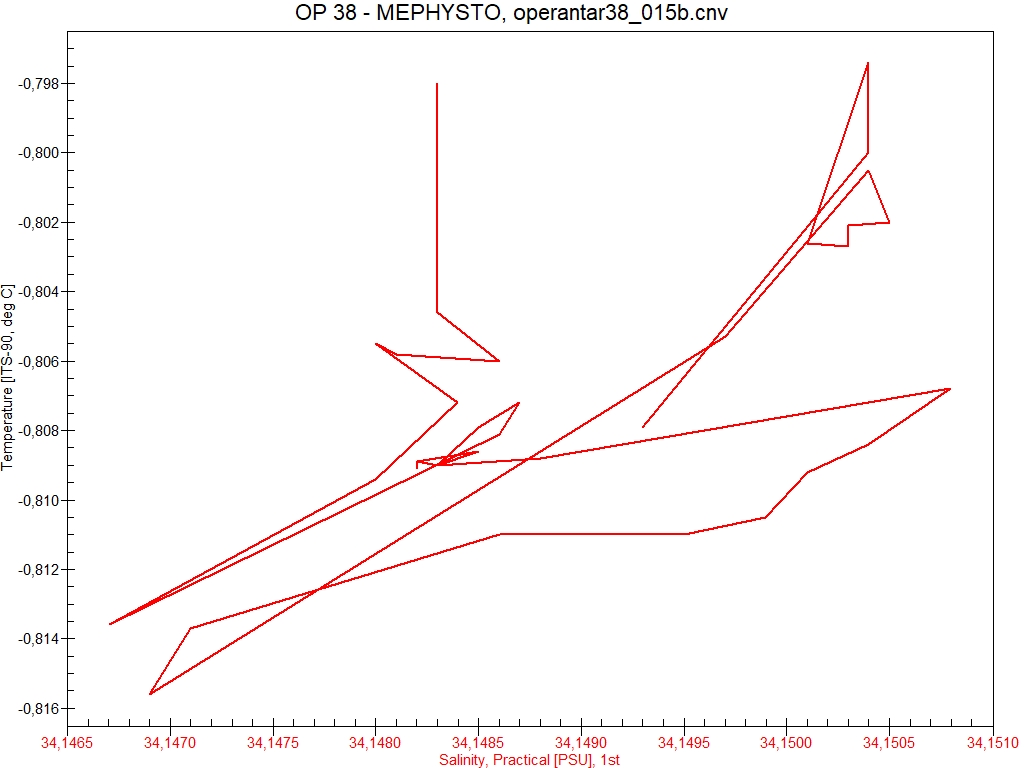 OP 38 - MEPHYSTO, operantar38_015b.cnv
Temperature [ITS-90, deg C]
-0,798
-0,800
-0,802
-0,804
-0,806
-0,808
-0,810
-0,812
-0,814
-0,816
34,1465 34,1470 34,1475 34,1480 34,1485 34,1490 34,1495 34,1500 34,1505 34,1510
Salinity, Practical [PSU], 1st